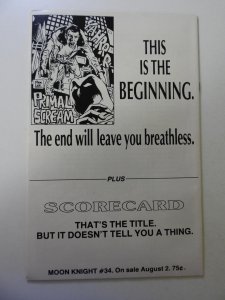 PRIMAL
SCREAM
THIS
IS THE
BEGINNING.
The end will leave you breathless.
PLUS
SCORECARD
THAT'S THE TITLE.
BUT IT DOESN'T TELL YOU A THING.
MOON KNIGHT #34. On sale August 2. 75¢.